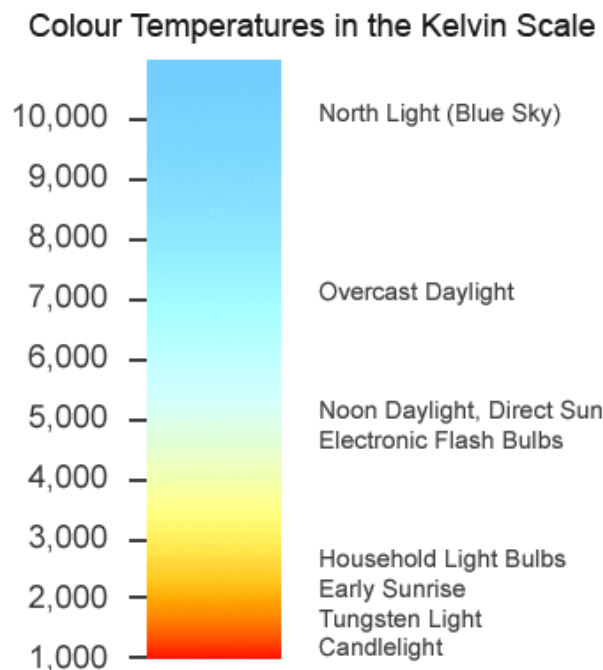 Colour Temperatures in the Kelvin Scale
10,000 North Light (Blue Sky)
9,000
8,000
7,000 Overcast Daylight
6,000
5,000 Noon Daylight, Direct Sun
Electronic Flash Bulbs
4,000
3,000
Household Light Bulbs
2,000 Early Sunrise
Tungsten Light
1,000 Candlelight